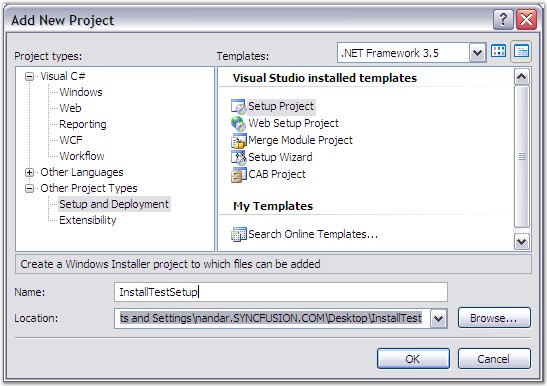 Add New Project
Project types:
Templates:
.NET Framework 3.5
Visual C#
Windows
Web
Reporting
WCF
Workflow
Other Languages
Other Project Types
Setup and Deployment
Extensibility
Visual Studio installed templates
Setup Project
Web Setup Project
Merge Module Project
Setup Wizard
CAB Project
My Templates
Search Online Templates...
Create a Windows Installer project to which files can be added
Name:
InstallTestSetup
Location:
ts and Settings\nandar.SYNCFUSION.COM\Desktop\InstallTest
Browse...
OK
Cancel